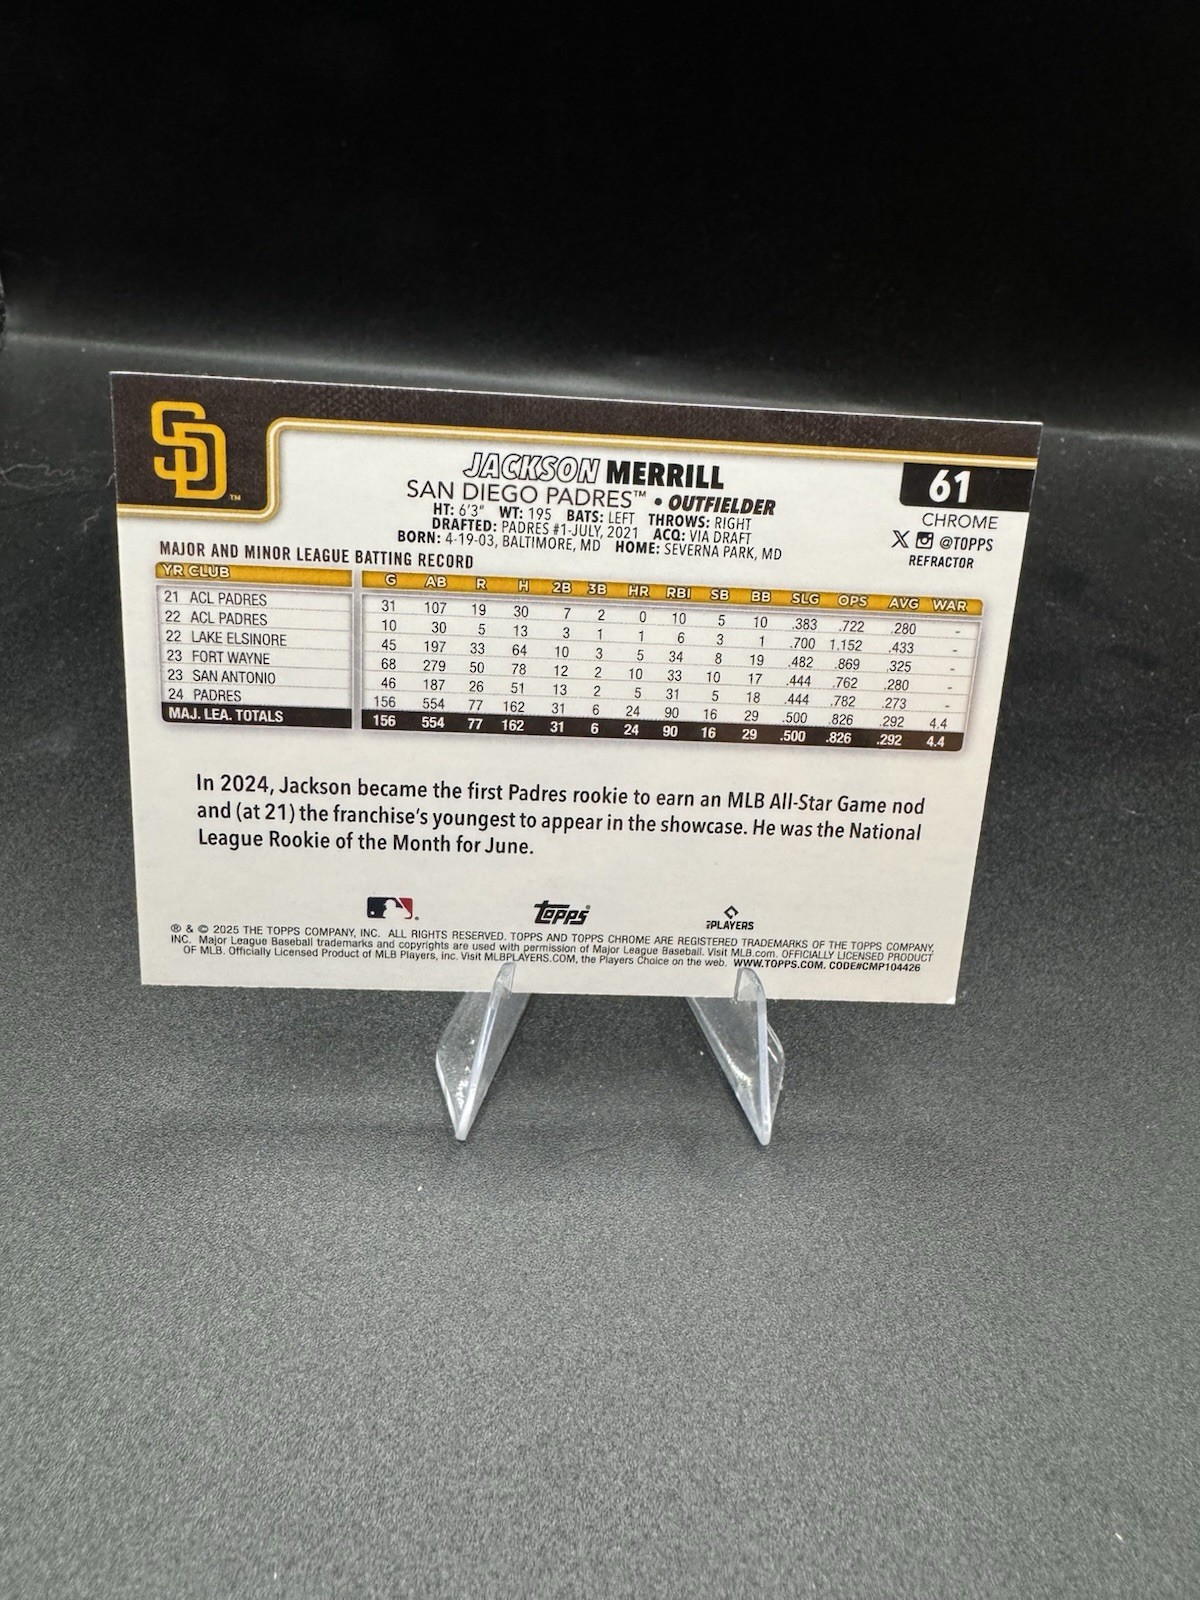 SD ™
JACKSON MERRILL
SAN DIEGO PADRES™ • OUTFIELDER
HT: 6'3" WT: 195 BATS: LEFT THROWS: RIGHT
DRAFTED: PADRES #1-JULY, 2021 ACQ: VIA DRAFT
BORN: 4-19-03, BALTIMORE, MD HOME: SEVERNA PARK, MD
61
CHROME
X @TOPPS
REFRACTOR
MAJOR AND MINOR LEAGUE BATTING RECORD
YR CLUB G AB R H 2B 3B HR RBI SB BB SLG OPS AVG WAR
21 ACL PADRES 31 107 19 30 7 2 0 10 5 10 .383 .722 .280 -
22 ACL PADRES 10 30 5 13 3 1 1 6 3 1 .700 1.152 .433 -
22 LAKE ELSINORE 45 197 33 64 10 3 5 34 8 19 .482 .869 .325 -
23 FORT WAYNE 68 279 50 78 12 2 10 33 10 17 .444 .762 .280 -
23 SAN ANTONIO 46 187 26 51 13 2 5 31 5 18 .444 .782 .273 -
24 PADRES 156 554 77 162 31 6 24 90 16 29 .500 .826 .292 4.4
MAJ. LEA. TOTALS 156 554 77 162 31 6 24 90 16 29 .500 .826 .292 4.4
In 2024, Jackson became the first Padres rookie to earn an MLB All-Star Game nod
and (at 21) the franchise's youngest to appear in the showcase. He was the National
League Rookie of the Month for June.
Topps
PLAYERS
® & © 2025 THE TOPPS COMPANY, INC. ALL RIGHTS RESERVED. TOPPS AND TOPPS CHROME ARE REGISTERED TRADEMARKS OF THE TOPPS COMPANY,
INC. Major League Baseball trademarks and copyrights are used with permission of Major League Baseball. Visit MLB.com. OFFICIALLY LICENSED PRODUCT
OF MLB. Officially Licensed Product of MLB Players, Inc. Visit MLBPLAYERS.COM, the Players Choice on the web. WWW.TOPPS.COM. CODE#CMP104426